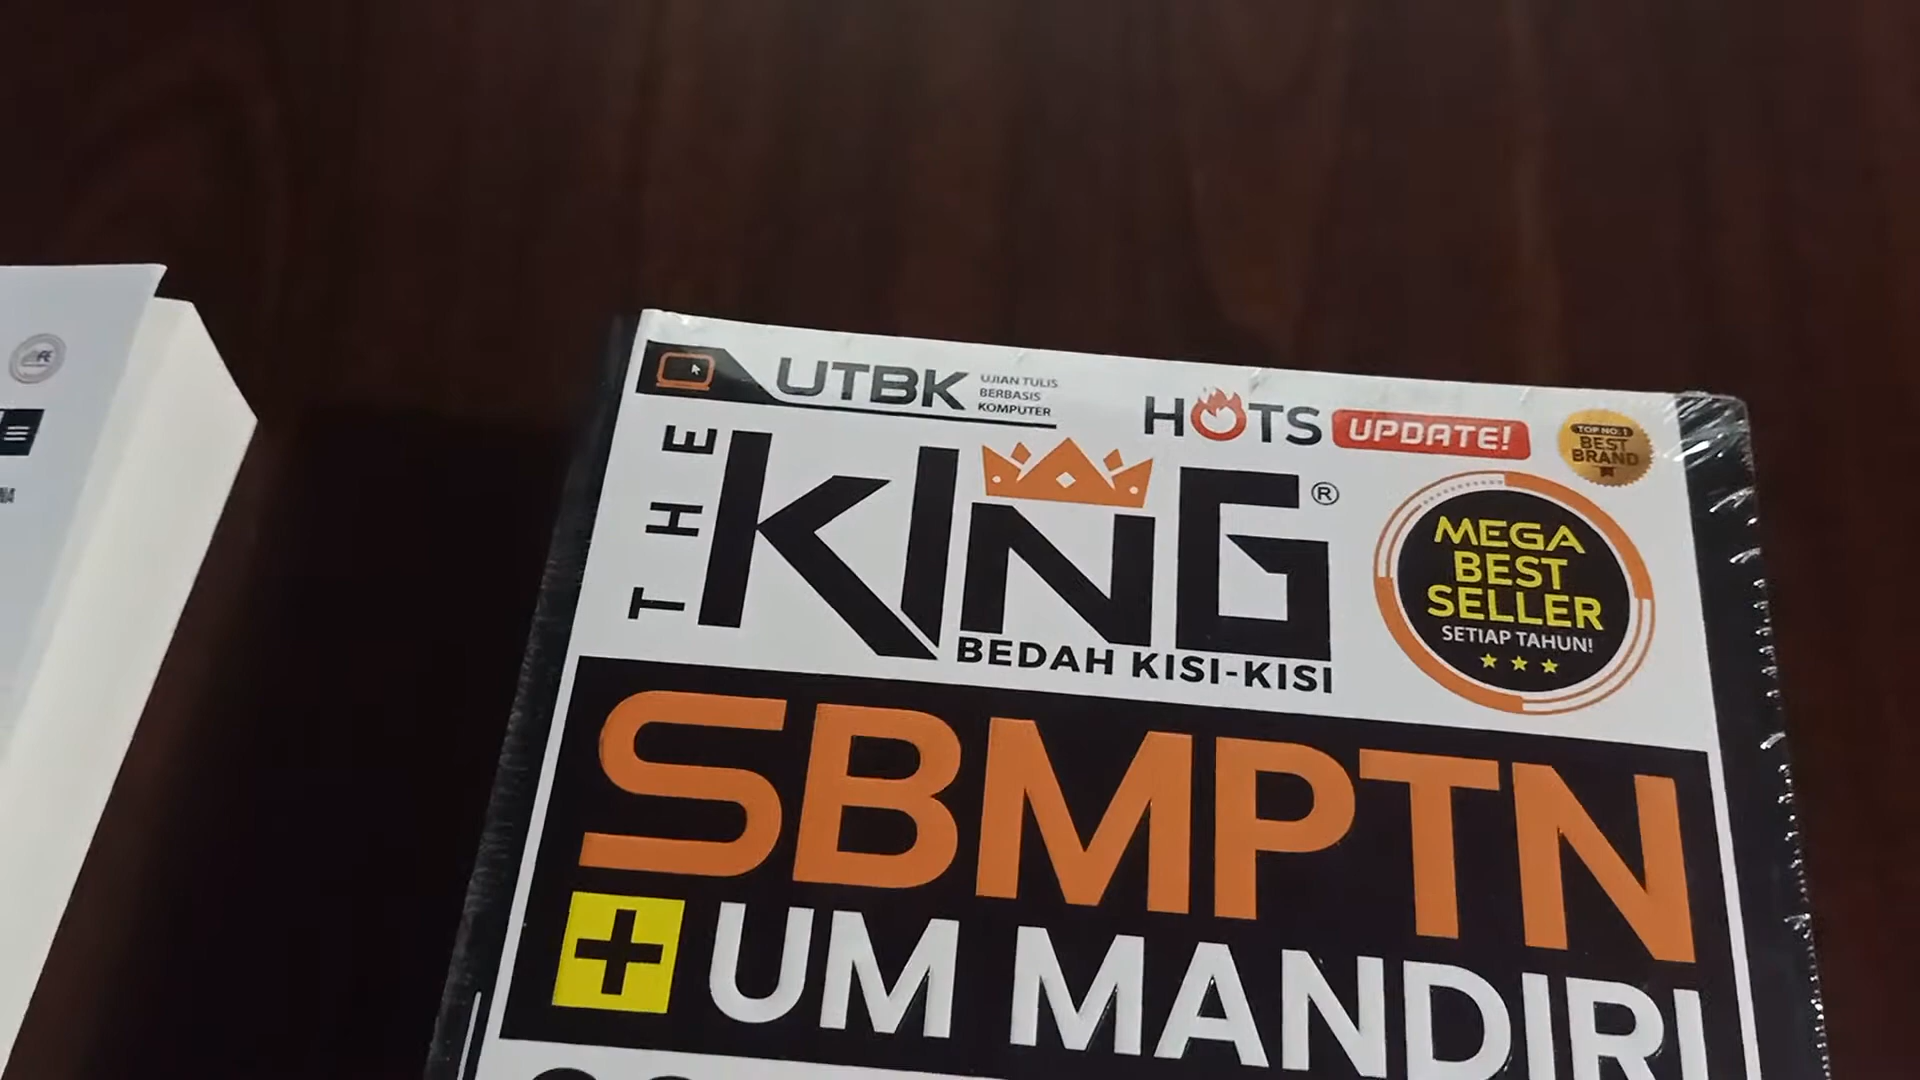 UTBK
UJIAN TULIS
BERBASIS
KOMPUTER
HOTS UPDATE!
TOP NO. 1
BEST
BRAND
THE
KING®
BEDAH KISI-KISI
MEGA
BEST
SELLER
SETIAP TAHUN!
SBMPTN
+ UM MANDIRI